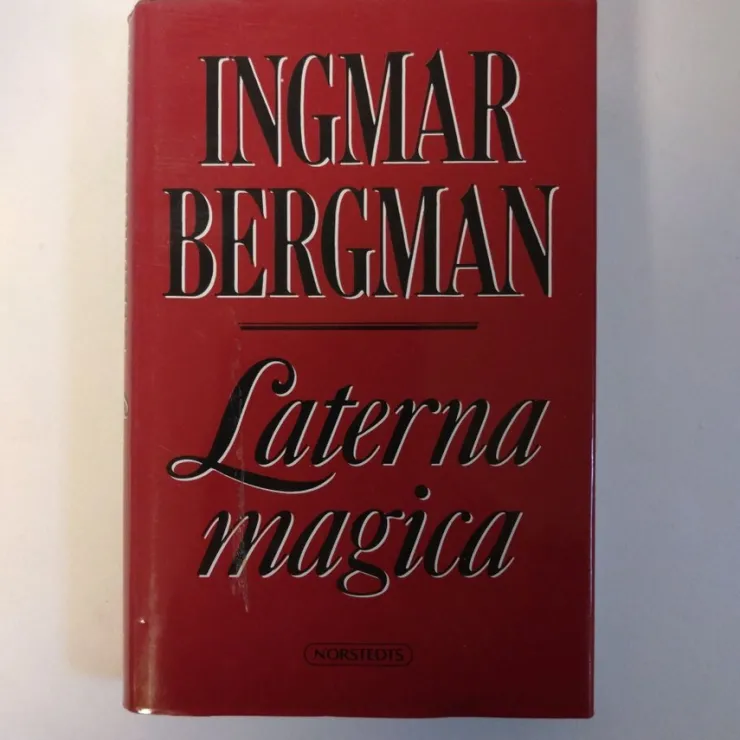 INGMAR
BERGMAN
Laterna
magica
NORSTEDTS